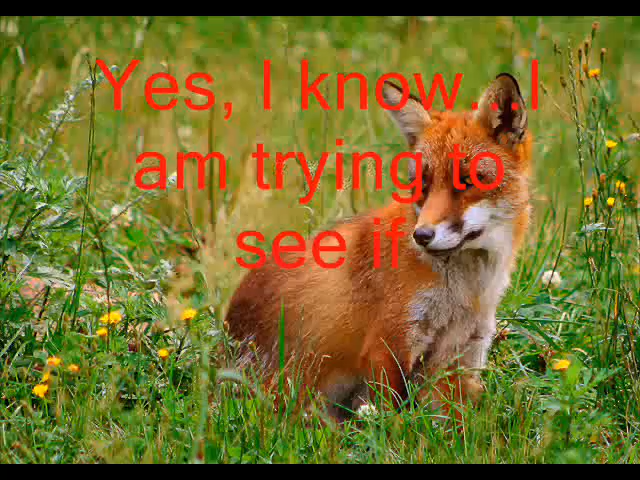 Yes, I know...I
am trying to
see if